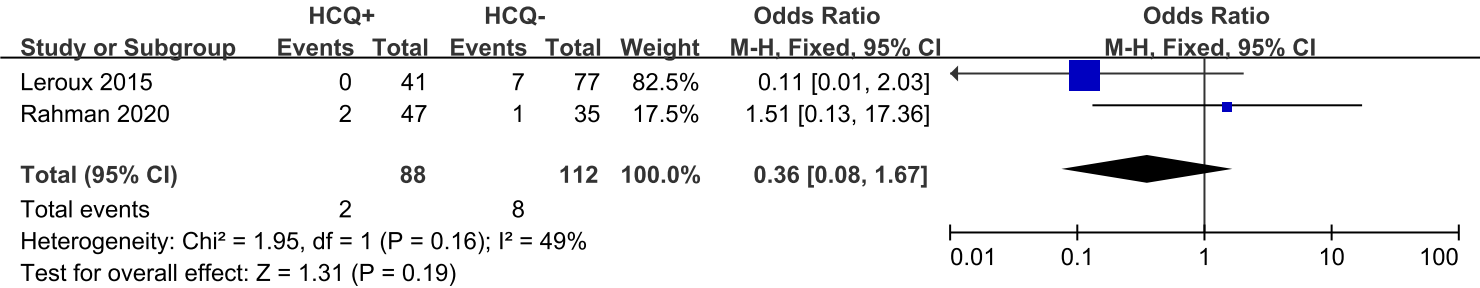 HCQ+ HCQ- Odds Ratio Odds Ratio
Study or Subgroup Events Total Events Total Weight M-H, Fixed, 95% CI M-H, Fixed, 95% CI
Leroux 2015 0 41 7 77 82.5% 0.11 [0.01, 2.03]
Rahman 2020 2 47 1 35 17.5% 1.51 [0.13, 17.36]
Total (95% CI) 88 112 100.0% 0.36 [0.08, 1.67]
Total events 2 8
Heterogeneity: Chi² = 1.95, df = 1 (P = 0.16); I² = 49%
Test for overall effect: Z = 1.31 (P = 0.19)
0.01 0.1 1 10 100